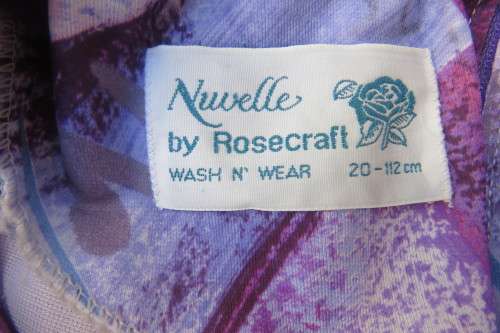 Nuvelle
by Rosecraft
WASH N' WEAR 20-112cm